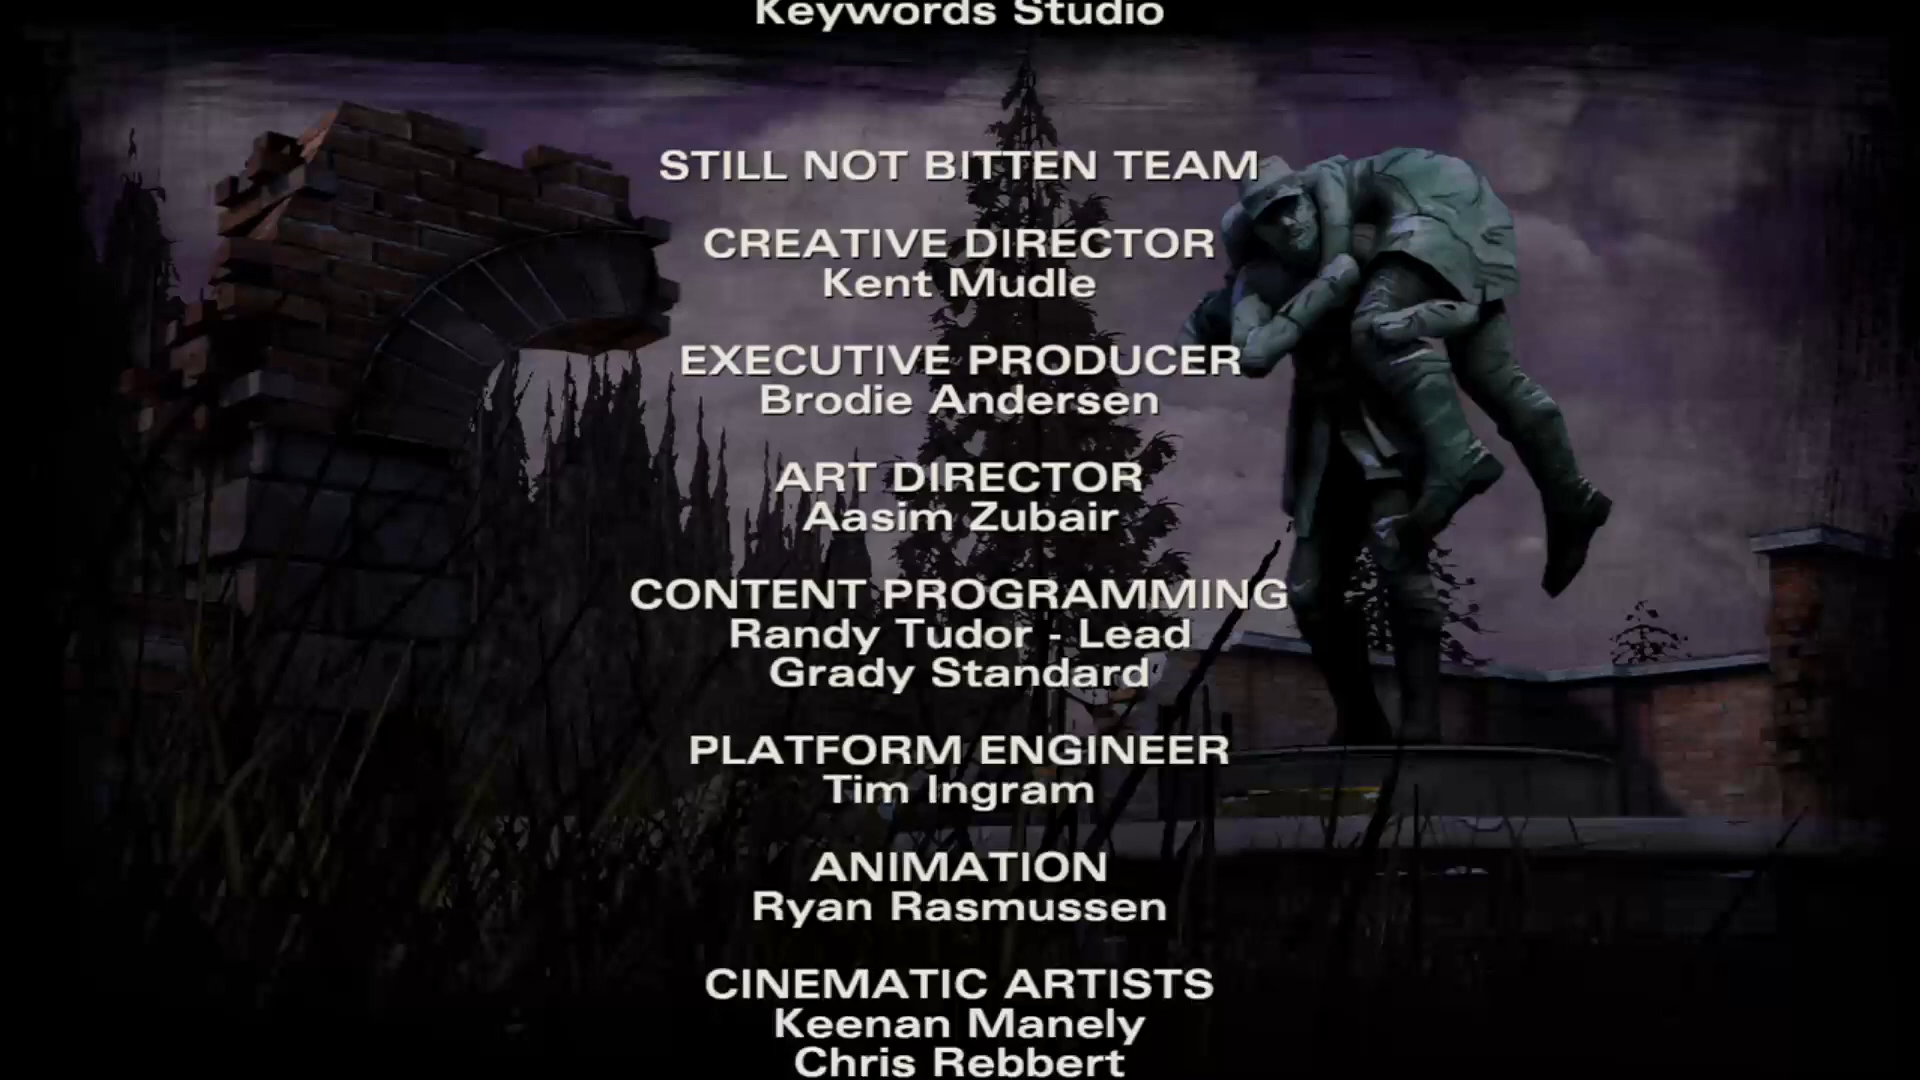 Keywords Studio
STILL NOT BITTEN TEAM
CREATIVE DIRECTOR
Kent Mudle
EXECUTIVE PRODUCER
Brodie Andersen
ART DIRECTOR
Aasim Zubair
CONTENT PROGRAMMING
Randy Tudor - Lead
Grady Standard
PLATFORM ENGINEER
Tim Ingram
ANIMATION
Ryan Rasmussen
CINEMATIC ARTISTS
Keenan Manely
Chris Rebbert